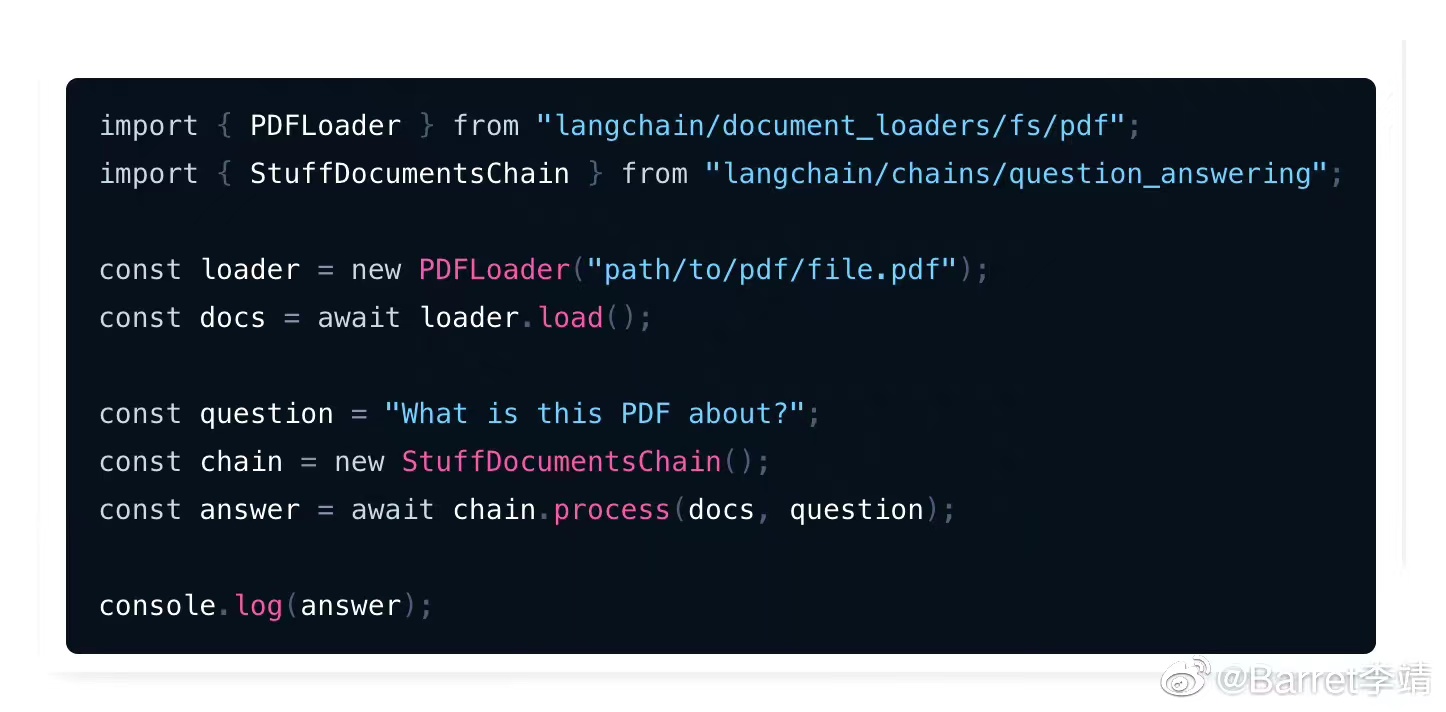 import { PDFLoader } from "langchain/document_loaders/fs/pdf";
import { StuffDocumentsChain } from "langchain/chains/question_answering";
const loader = new PDFLoader("path/to/pdf/file.pdf");
const docs = await loader.load();
const question = "What is this PDF about?";
const chain = new StuffDocumentsChain();
const answer = await chain.process(docs, question);
console.log(answer);
@Barret李靖